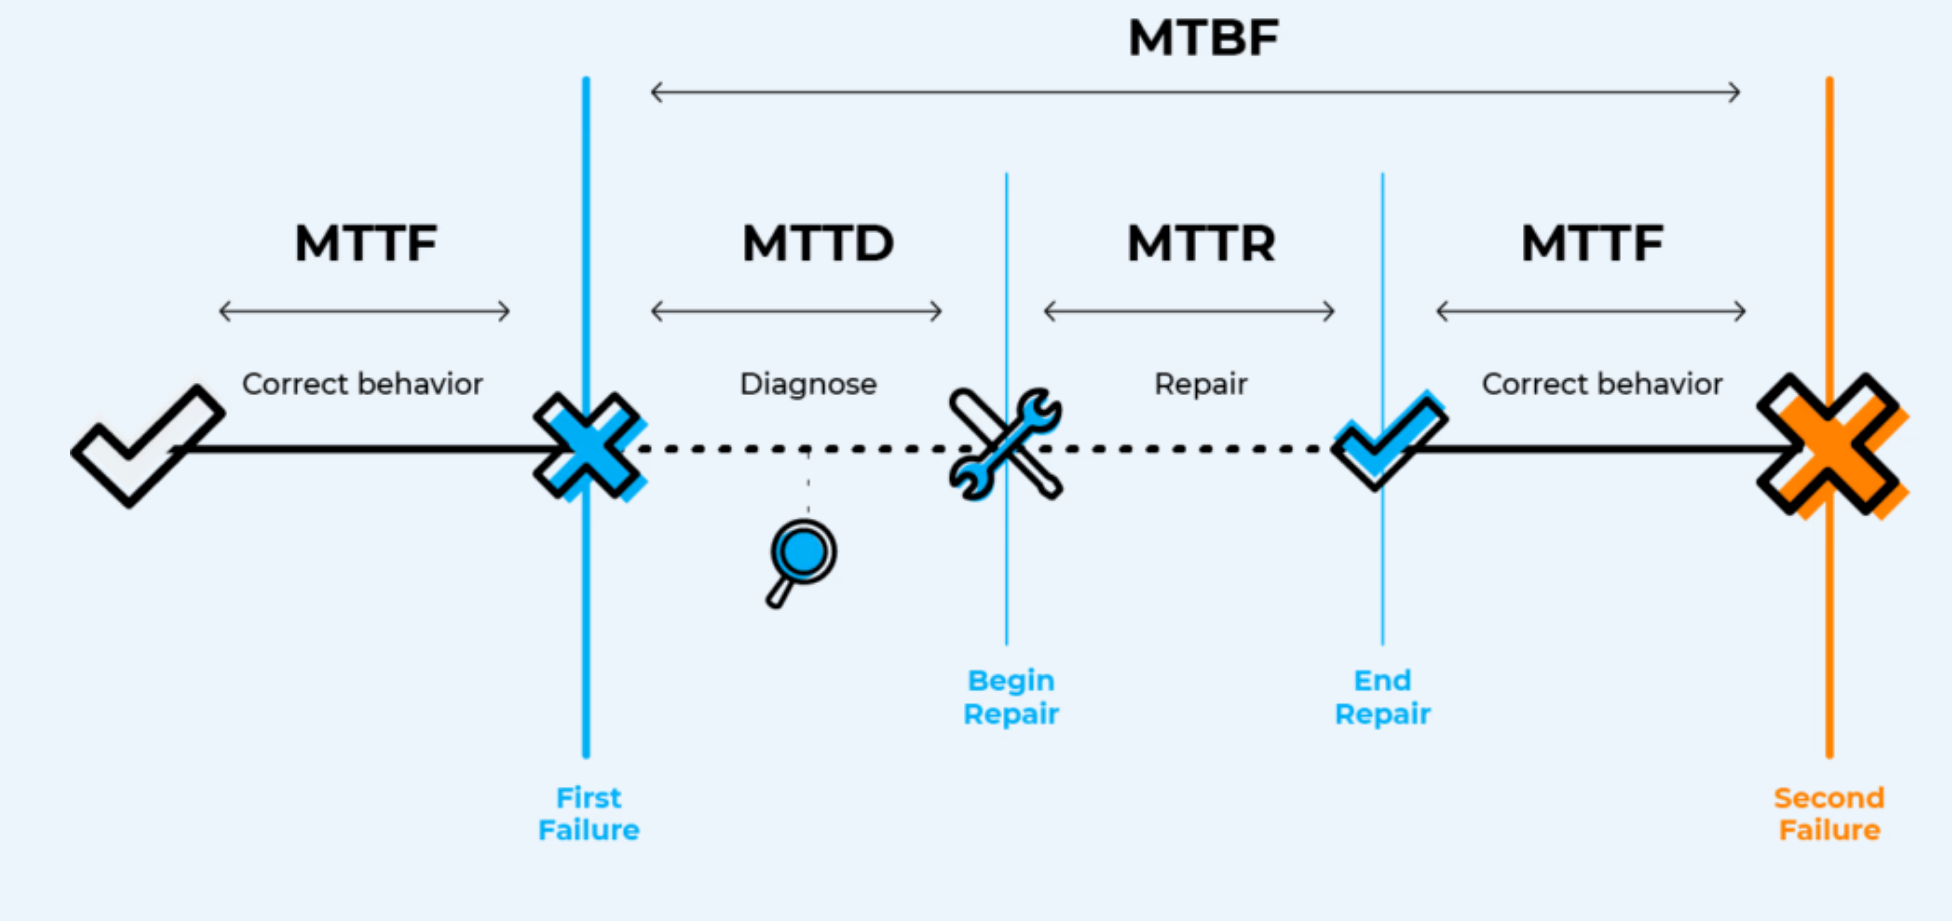 MTBF
MTTF
MTTD
MTTR
MTTF
Correct behavior
Diagnose
Repair
Correct behavior
Begin
Repair
End
Repair
First
Failure
Second
Failure